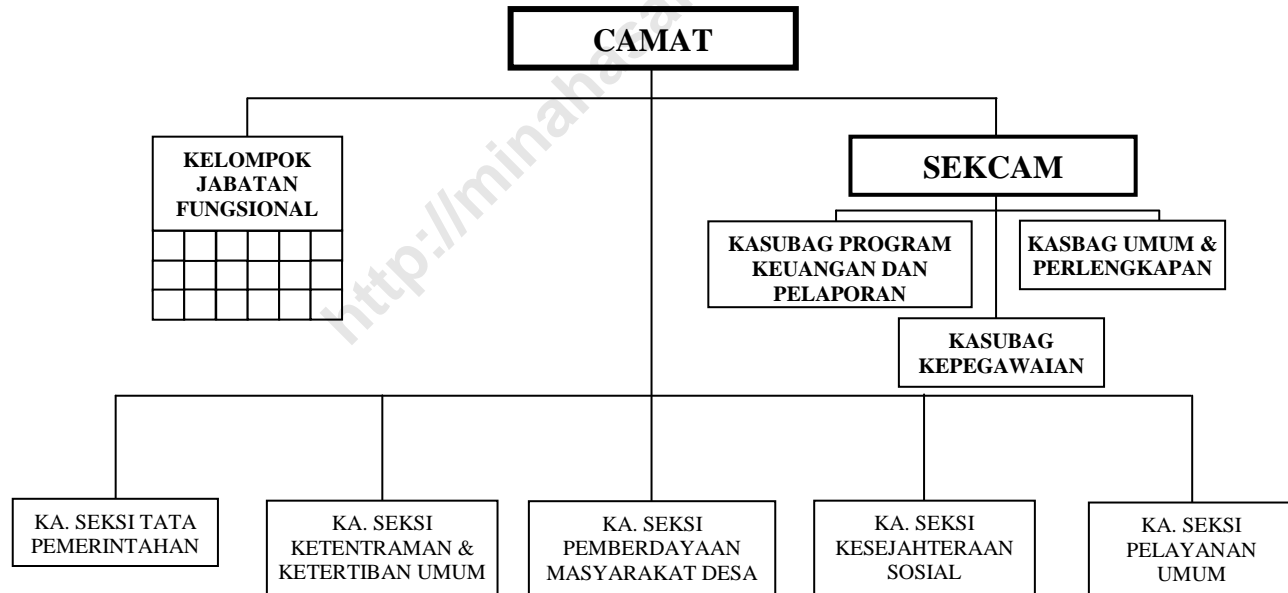 CAMAT
KELOMPOK
JABATAN
FUNGSIONAL
SEKCAM
KASUBAG PROGRAM
KEUANGAN DAN
PELAPORAN
KASBAG UMUM &
PERLENGKAPAN
KASUBAG
KEPEGAWAIAN
KA. SEKSI TATA
PEMERINTAHAN
KA. SEKSI
KETENTRAMAN &
KETERTIBAN UMUM
KA. SEKSI
PEMBERDAYAAN
MASYARAKAT DESA
KA. SEKSI
KESEJAHTERAAN
SOSIAL
KA. SEKSI
PELAYANAN
UMUM